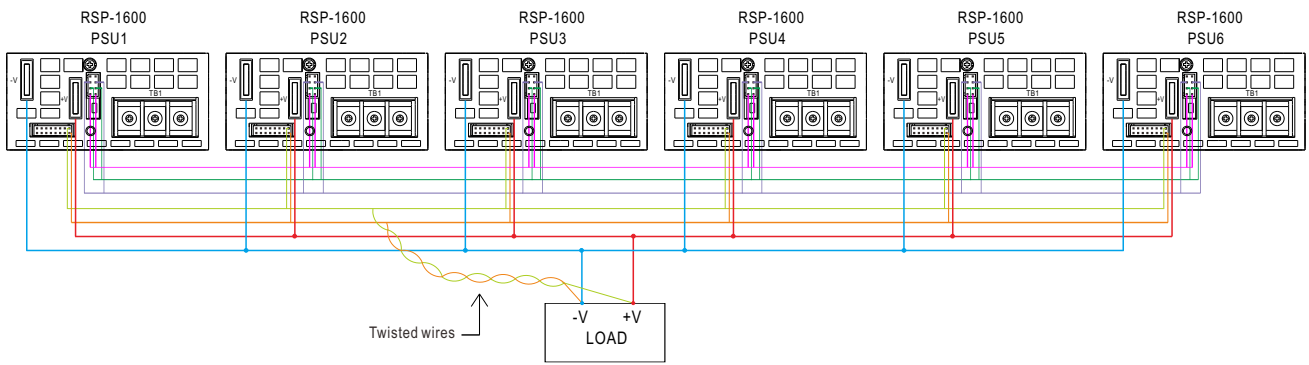 RSP-1600 RSP-1600 RSP-1600 RSP-1600 RSP-1600 RSP-1600
PSU1 PSU2 PSU3 PSU4 PSU5 PSU6
-V -V -V -V -V -V
+V +V +V +V +V +V
TB1 TB1 TB1 TB1 TB1 TB1
Twisted wires
-V +V
LOAD